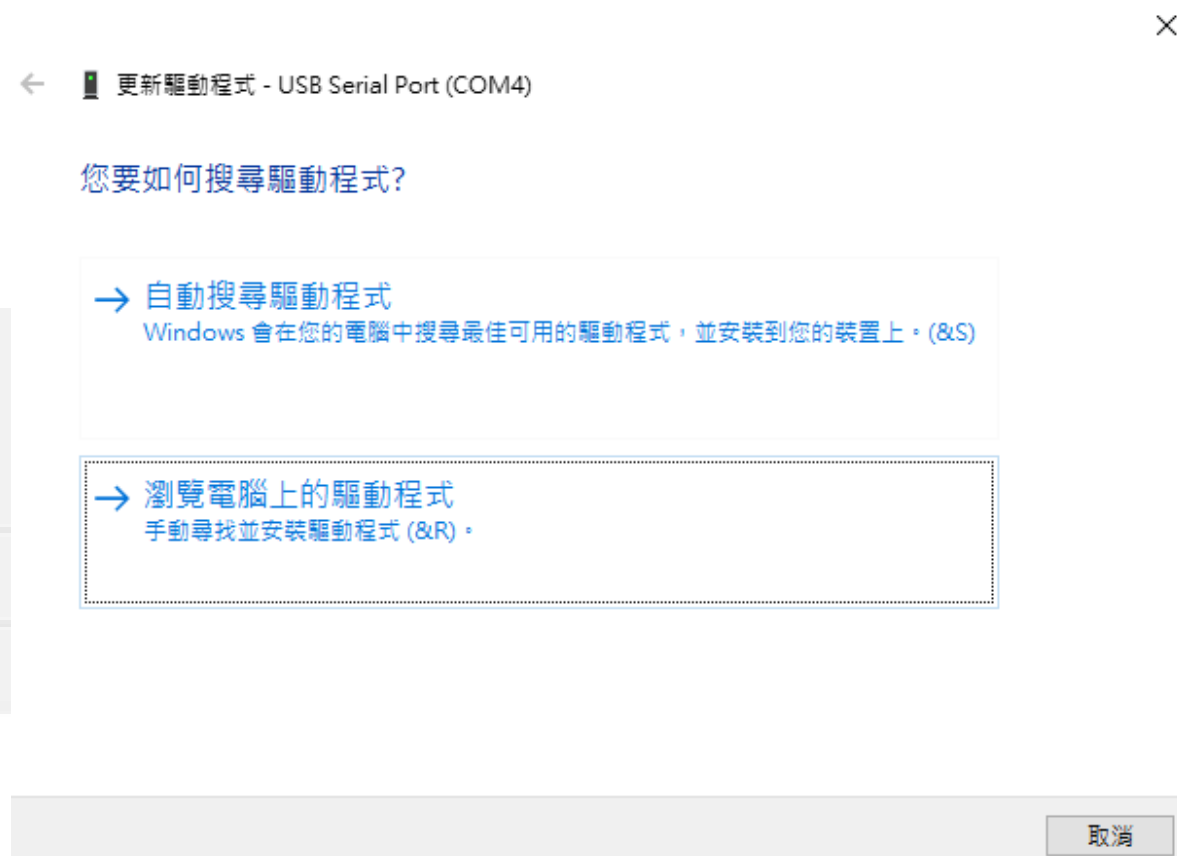 更新驅動程式 - USB Serial Port (COM4)
您要如何搜尋驅動程式?
自動搜尋驅動程式
Windows 會在您的電腦中搜尋最佳可用的驅動程式，並安裝到您的裝置上。(&S)
瀏覽電腦上的驅動程式
手動尋找並安裝驅動程式 (&R)。
取消